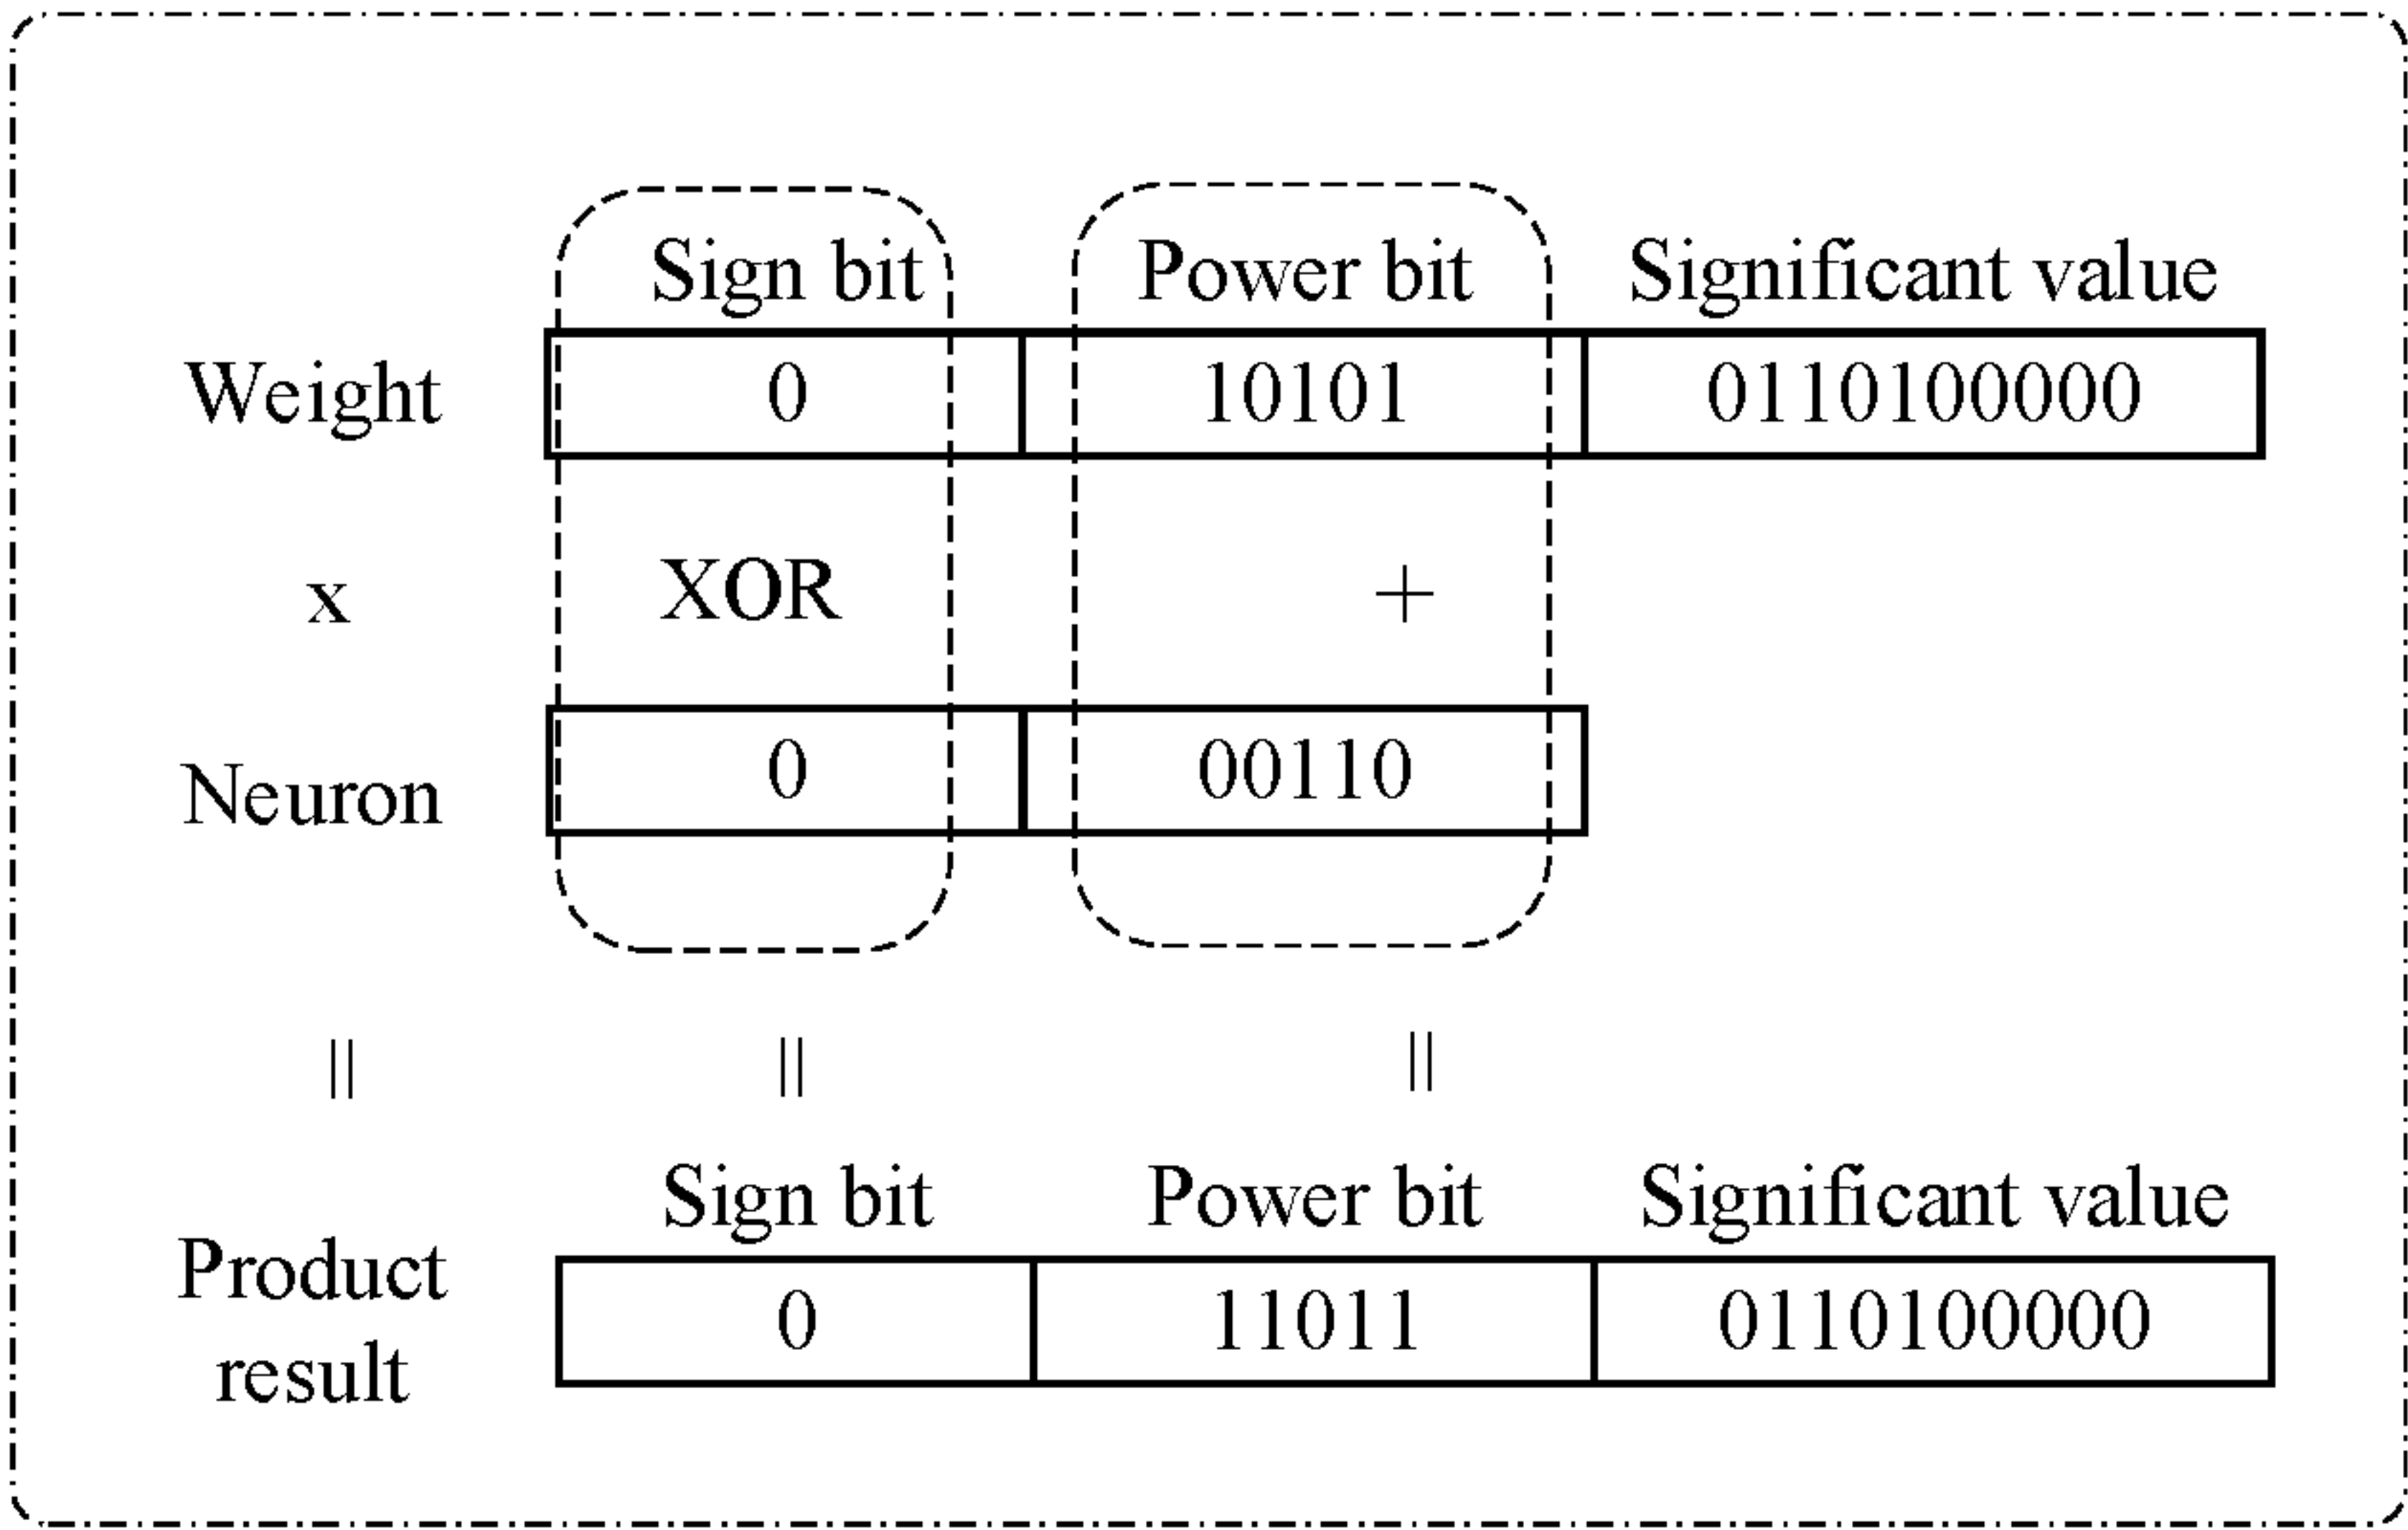 Sign bit Power bit Significant value
Weight 0 10101 0110100000
x XOR +
Neuron 0 00110
= = =
Sign bit Power bit Significant value
Product result 0 11011 0110100000